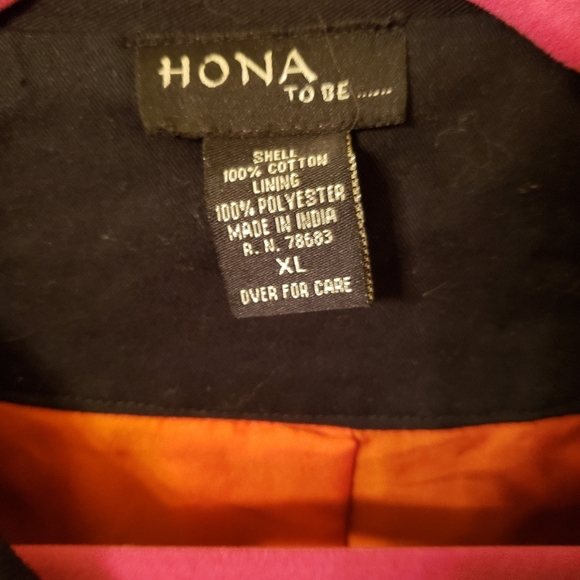 HONA
TO BE ......
SHELL
100% COTTON
LINING
100% POLYESTER
MADE IN INDIA
R. N. 78683
XL
OVER FOR CARE